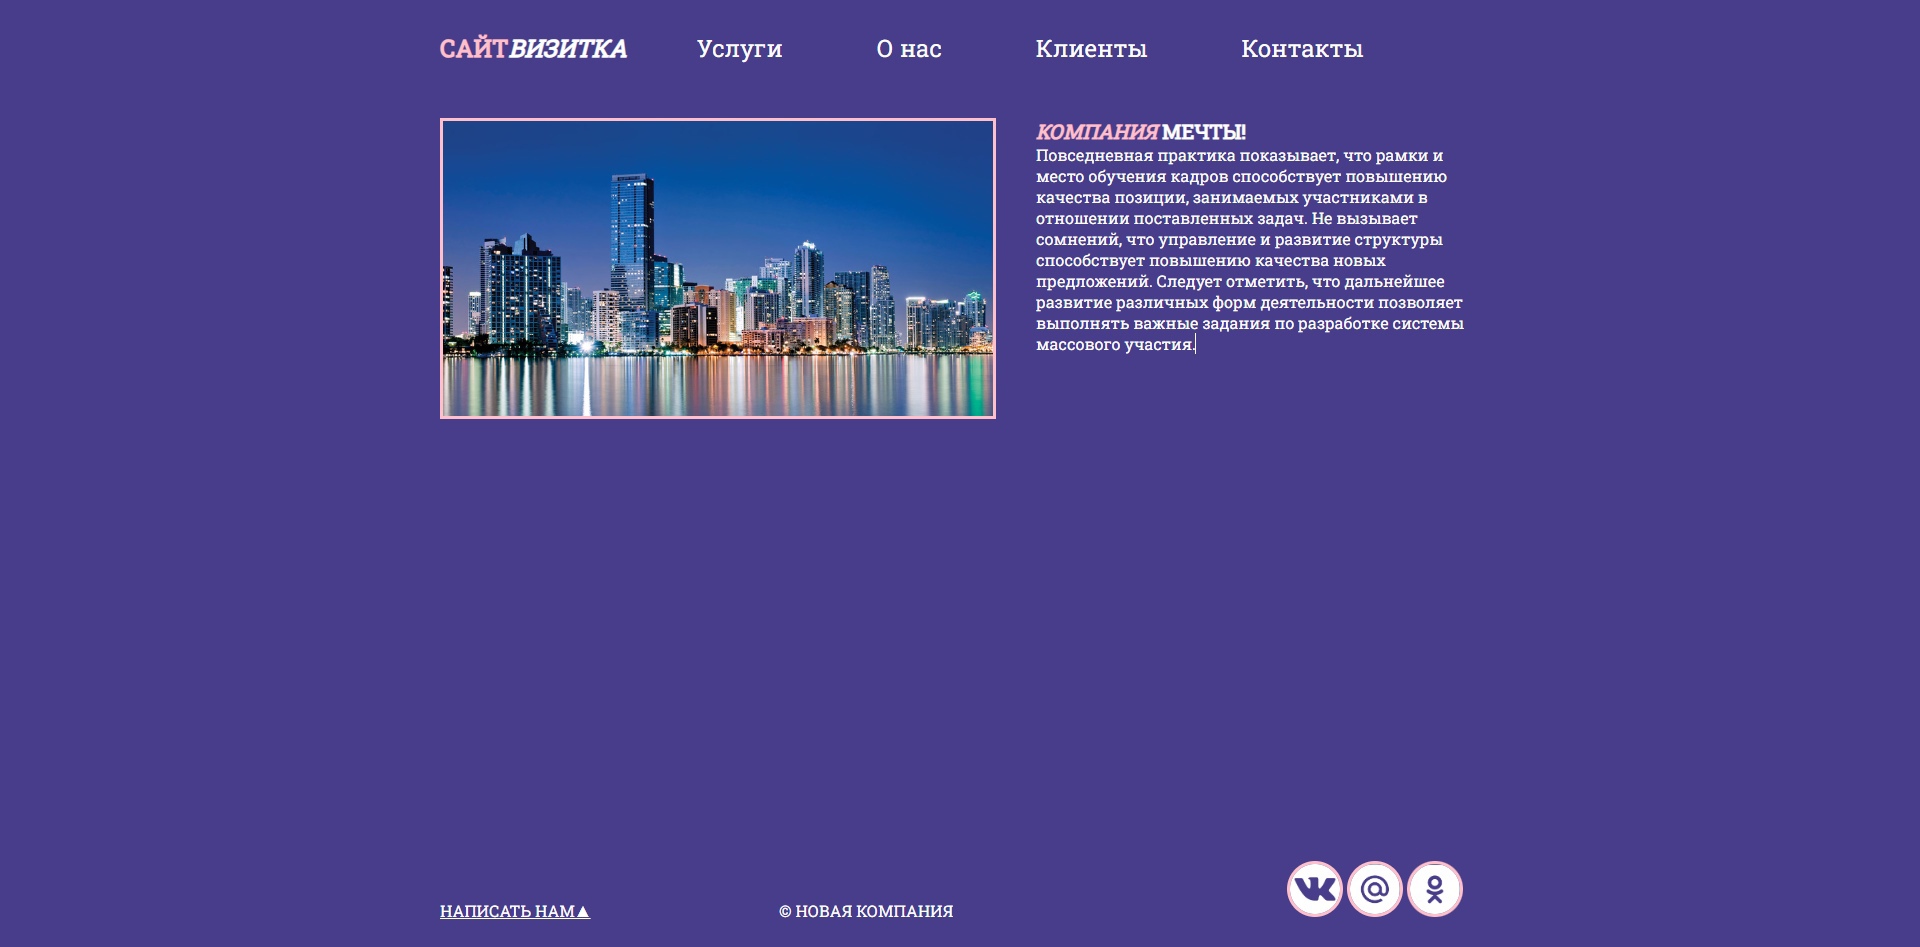 САЙТВИЗИТКА Услуги О нас Клиенты Контакты
КОМПАНИЯ МЕЧТЫ!
Повседневная практика показывает, что рамки и
место обучения кадров способствует повышению
качества позиции, занимаемых участниками в
отношении поставленных задач. Не вызывает
сомнений, что управление и развитие структуры
способствует повышению качества новых
предложений. Следует отметить, что дальнейшее
развитие различных форм деятельности позволяет
выполнять важные задания по разработке системы
массового участия.
НАПИСАТЬ НАМ▲ © НОВАЯ КОМПАНИЯ